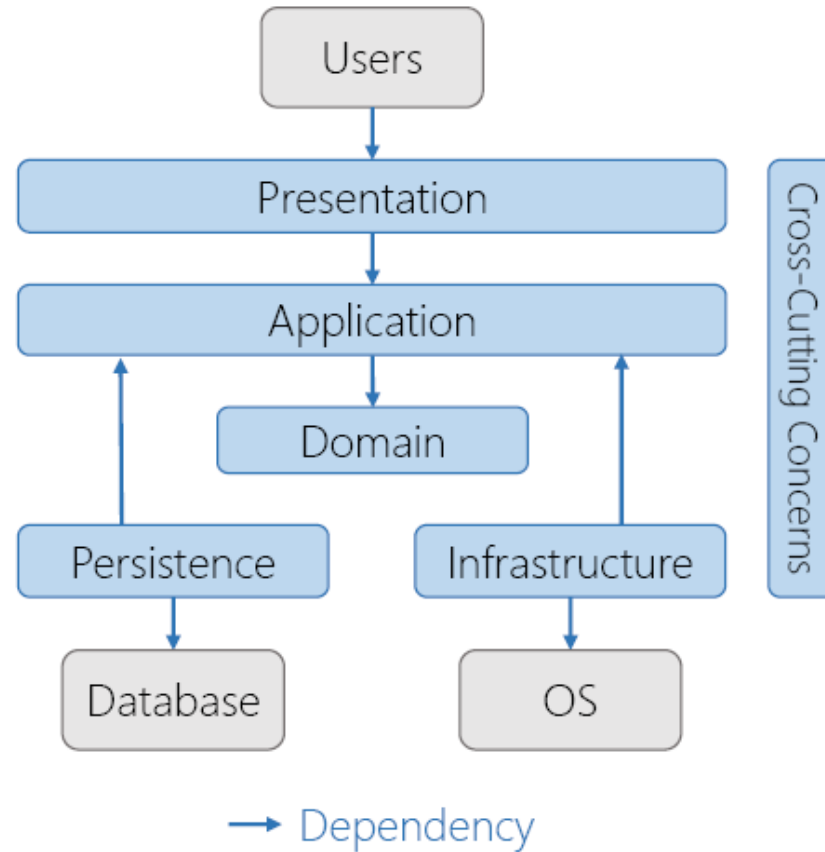 Users
Presentation
Application
Domain
Persistence
Infrastructure
Database
OS
Cross-Cutting Concerns
Dependency